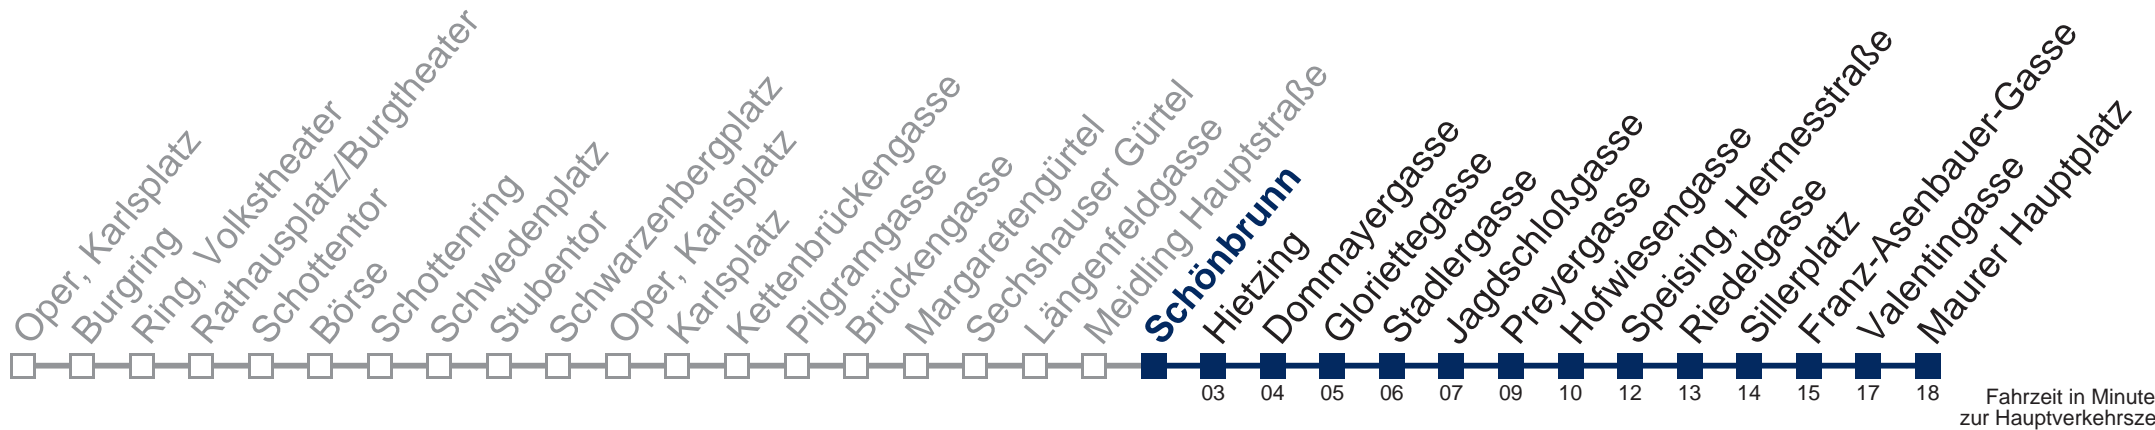 Oper, Karlsplatz
Burgring
Ring, Volkstheater
Rathausplatz/Burgtheater
Schottentor
Börse
Schottenring
Schwedenplatz
Stubentor
Schwarzenbergplatz
Oper, Karlsplatz
Karlsplatz
Kettenbrückengasse
Pilgramgasse
Brückengasse
Margaretengürtel
Sechshauser Gürtel
Längenfeldgasse
Meidling Hauptstraße
Schönbrunn
Hietzing
Dommayergasse
Gloriettegasse
Stadlergasse
Jagdschloßgasse
Preyergasse
Hofwiesengasse
Speising, Hermesstraße
Riedelgasse
Sillerplatz
Franz-Asenbauer-Gasse
Valentingasse
Maurer Hauptplatz
03 04 05 06 07 09 10 12 13 14 15 17 18
Fahrzeit in Minute
zur Hauptverkehrsze